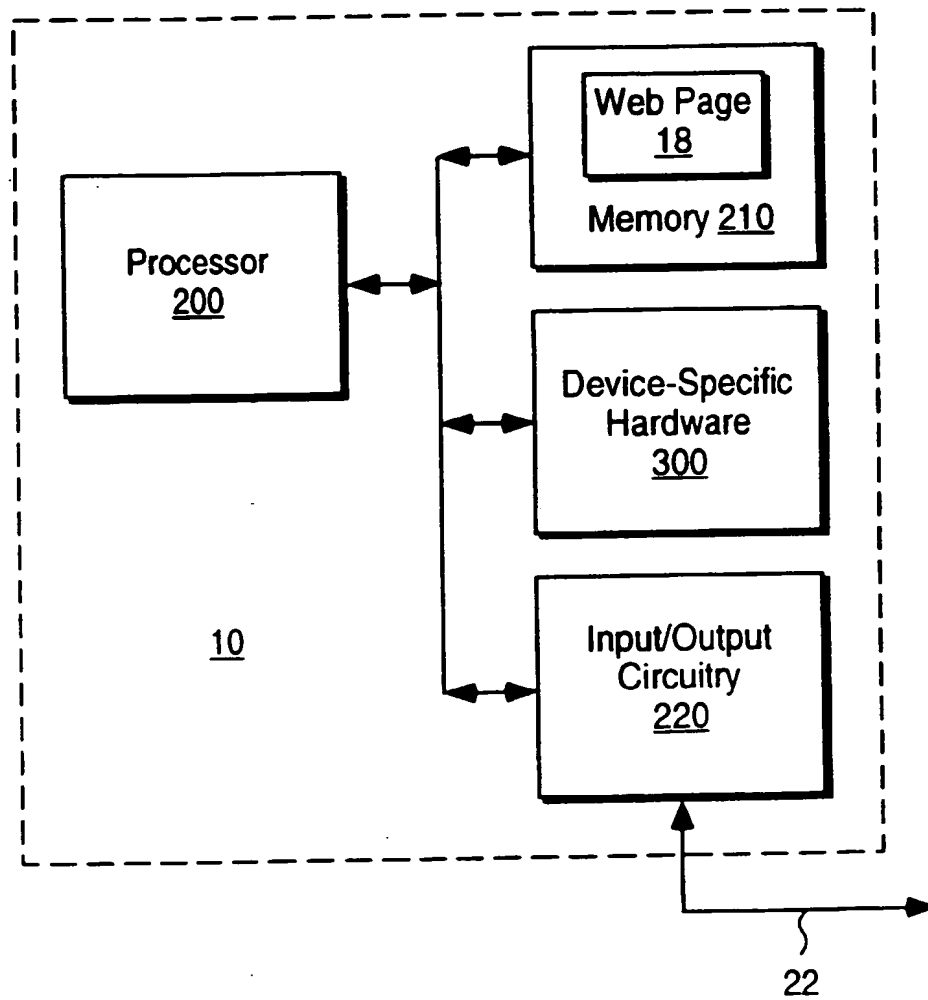 Processor
200
Web Page
18
Memory 210
Device-Specific
Hardware
300
Input/Output
Circuitry
220
10
22